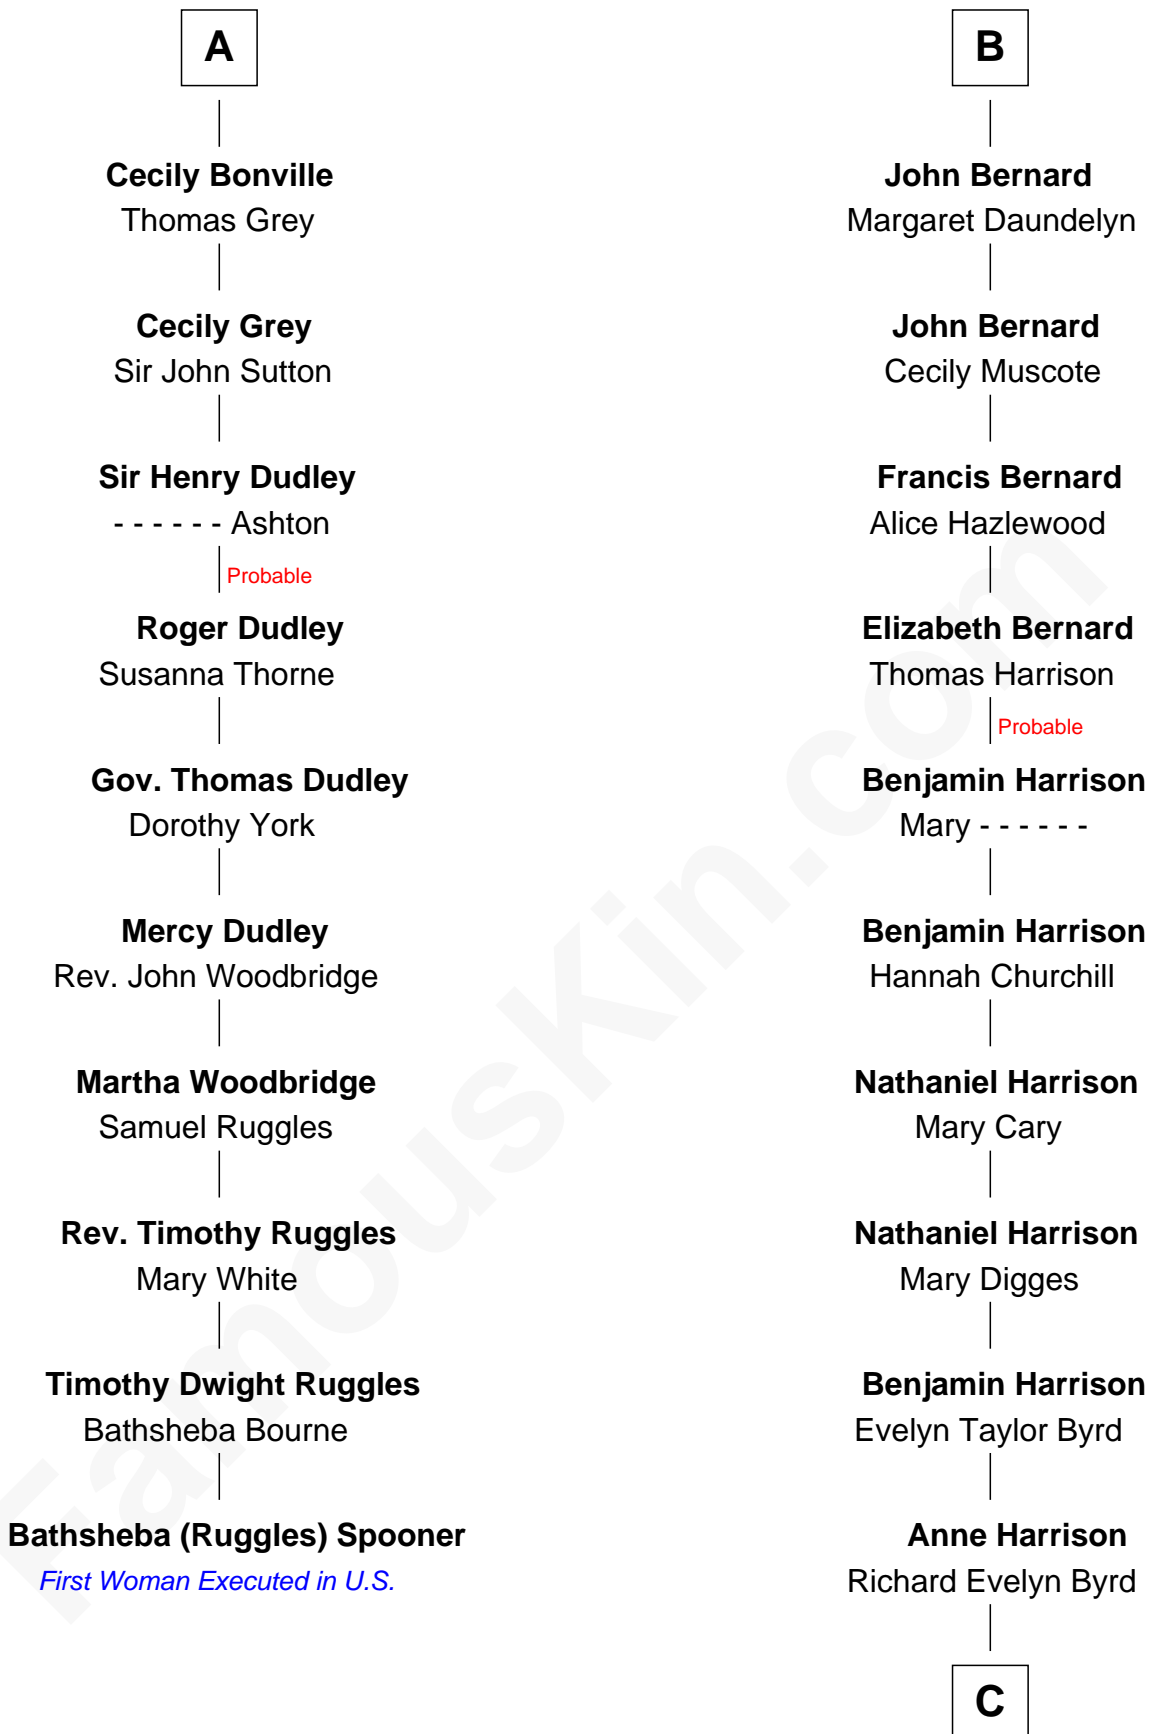 A
Cecily Bonville
Thomas Grey
Cecily Grey
Sir John Sutton
Sir Henry Dudley
- - - - - - Ashton
Probable
Roger Dudley
Susanna Thorne
Gov. Thomas Dudley
Dorothy York
Mercy Dudley
Rev. John Woodbridge
Martha Woodbridge
Samuel Ruggles
Rev. Timothy Ruggles
Mary White
Timothy Dwight Ruggles
Bathsheba Bourne
Bathsheba (Ruggles) Spooner
First Woman Executed in U.S.
B
John Bernard
Margaret Daundelyn
John Bernard
Cecily Muscote
Francis Bernard
Alice Hazlewood
Elizabeth Bernard
Thomas Harrison
Probable
Benjamin Harrison
Mary - - - - - -
Benjamin Harrison
Hannah Churchill
Nathaniel Harrison
Mary Cary
Nathaniel Harrison
Mary Digges
Benjamin Harrison
Evelyn Taylor Byrd
Anne Harrison
Richard Evelyn Byrd
C
FamousKin.com